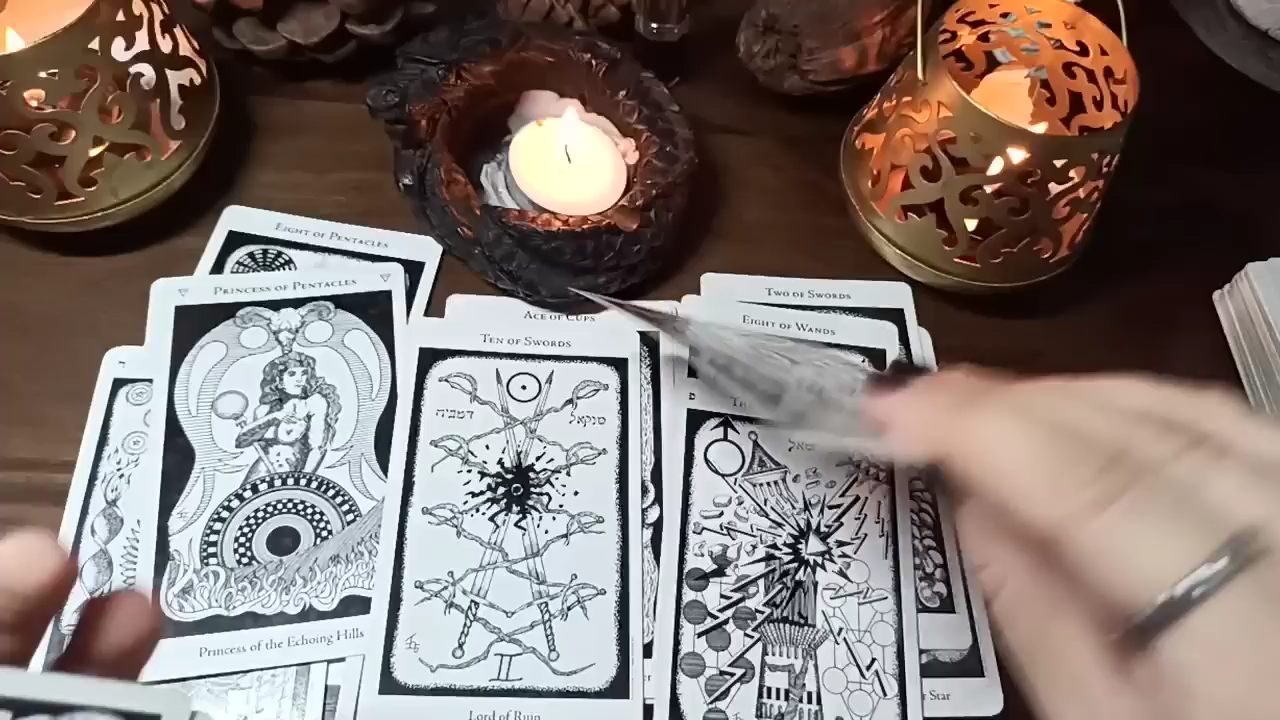 EIGHT OF PENTACLES
PRINCESS OF PENTACLES
Princess of the Echoing Hills
ACE OF CUPS
TEN OF SWORDS
Lord of Ruin
TWO OF SWORDS
EIGHT OF WANDS
Star